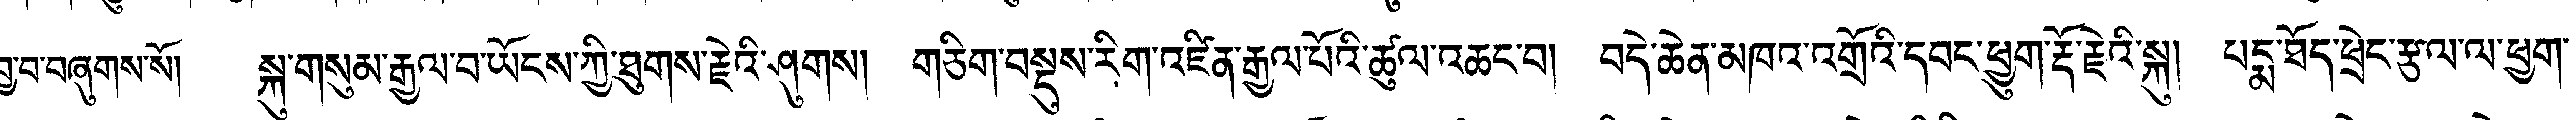 བྱ་བ་བཞུགས་སོ། སྐུ་གསུམ་རྒྱལ་བ་ཡོངས་ཀྱི་ཐུགས་རྗེའི་ཤུགས། གཅིག་བསྡུས་རིག་འཛིན་རྒྱལ་པོའི་ཚུལ་འཆང་བ། བདེ་ཆེན་མཁའ་འགྲོའི་དབང་ཕྱུག་རྡོ་རྗེའི་སྐུ། པདྨ་ཐོད་ཕྲེང་རྩལ་ལ་ཕྱག་